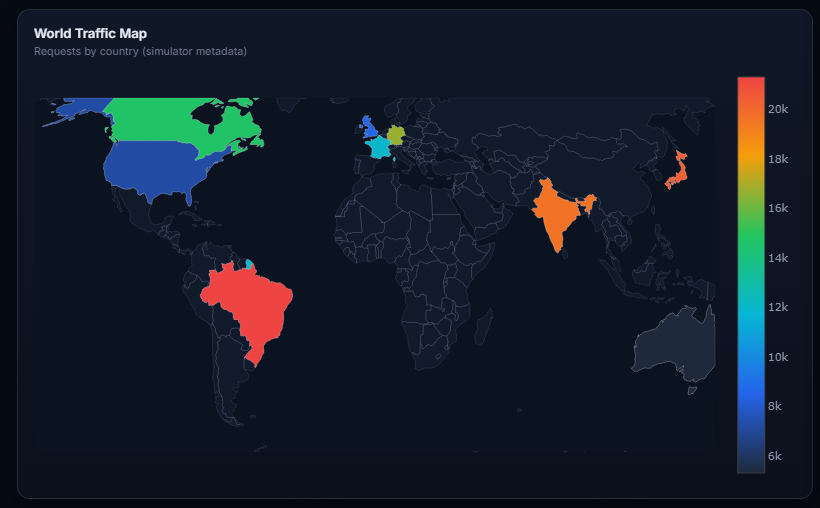 World Traffic Map
Requests by country (simulator metadata)
20k
18k
16k
14k
12k
10k
8k
6k